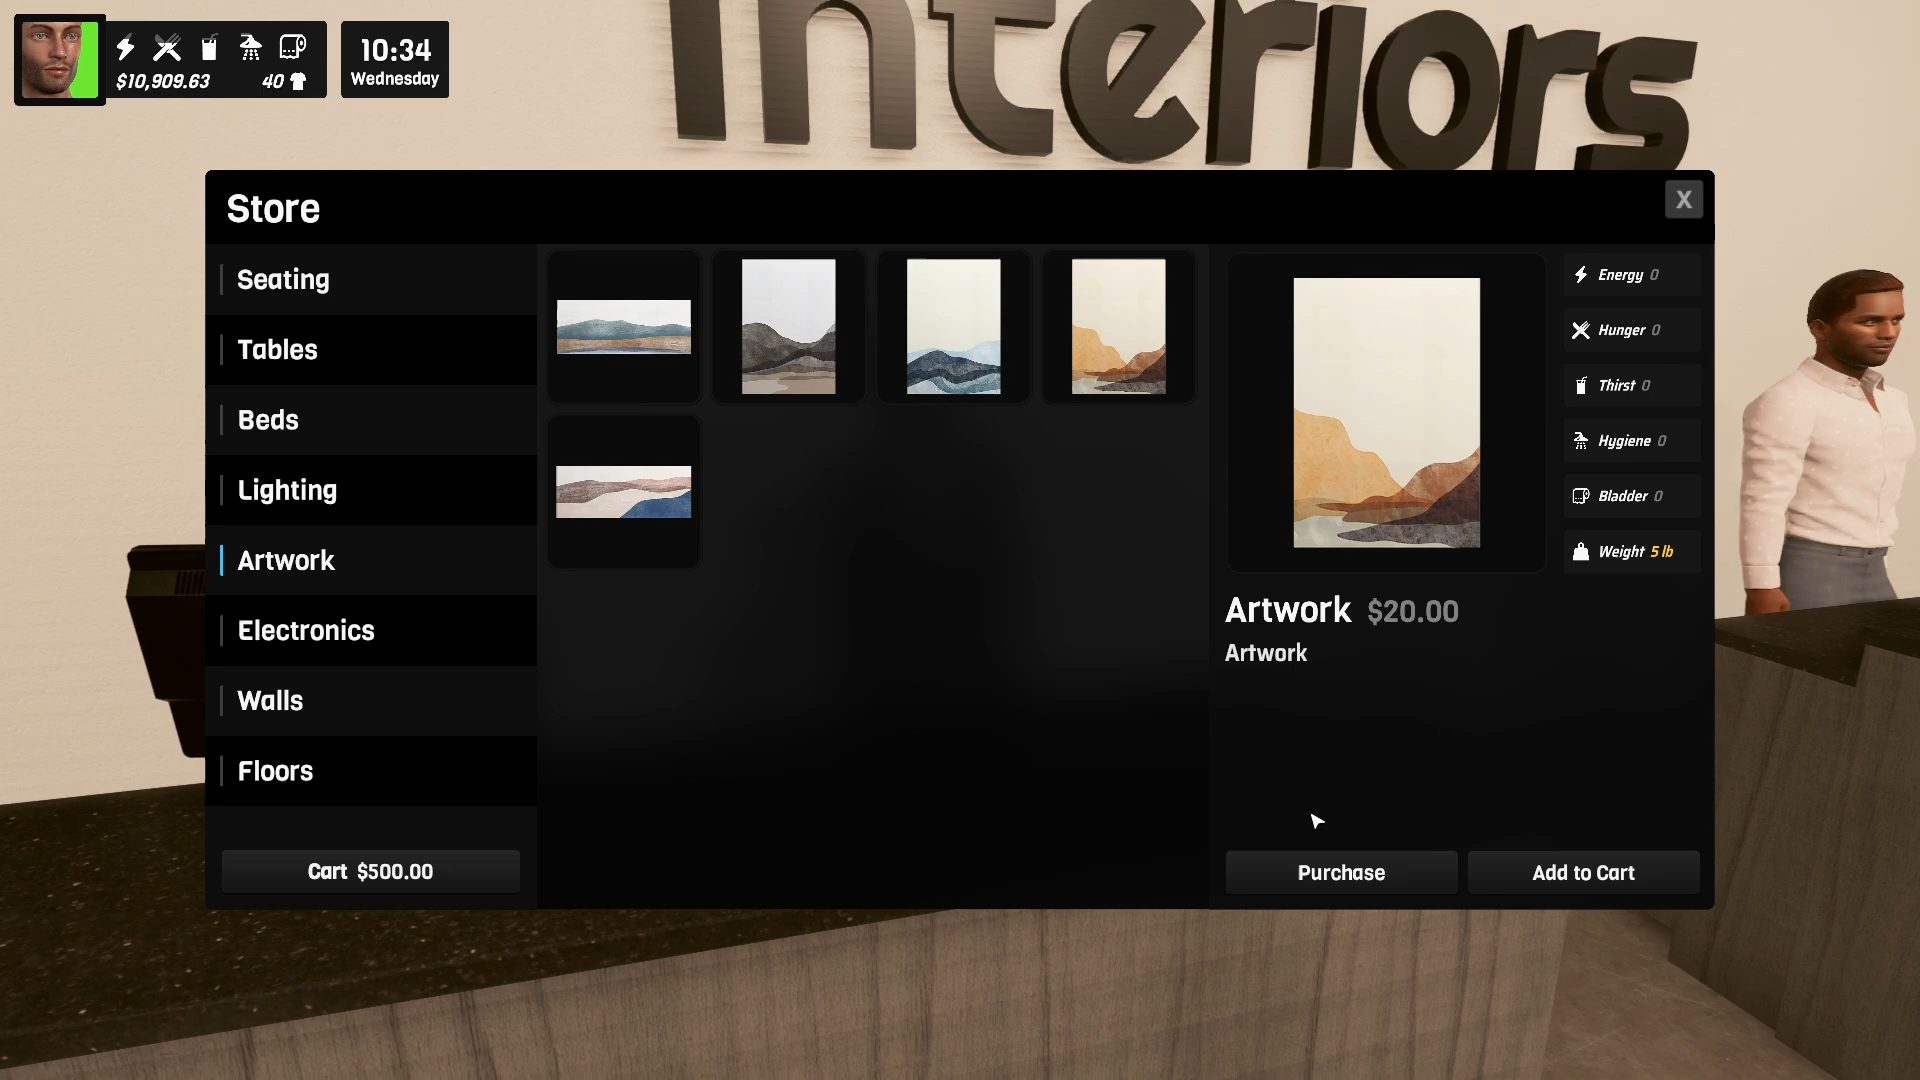 Interiors
$10,909.63
40
10:34
Wednesday
Store
X
Seating
Tables
Beds
Lighting
Artwork
Electronics
Walls
Floors
Cart $500.00
Energy 0
Hunger 0
Thirst 0
Hygiene 0
Bladder 0
Weight 5 lb
Artwork $20.00
Artwork
Purchase
Add to Cart